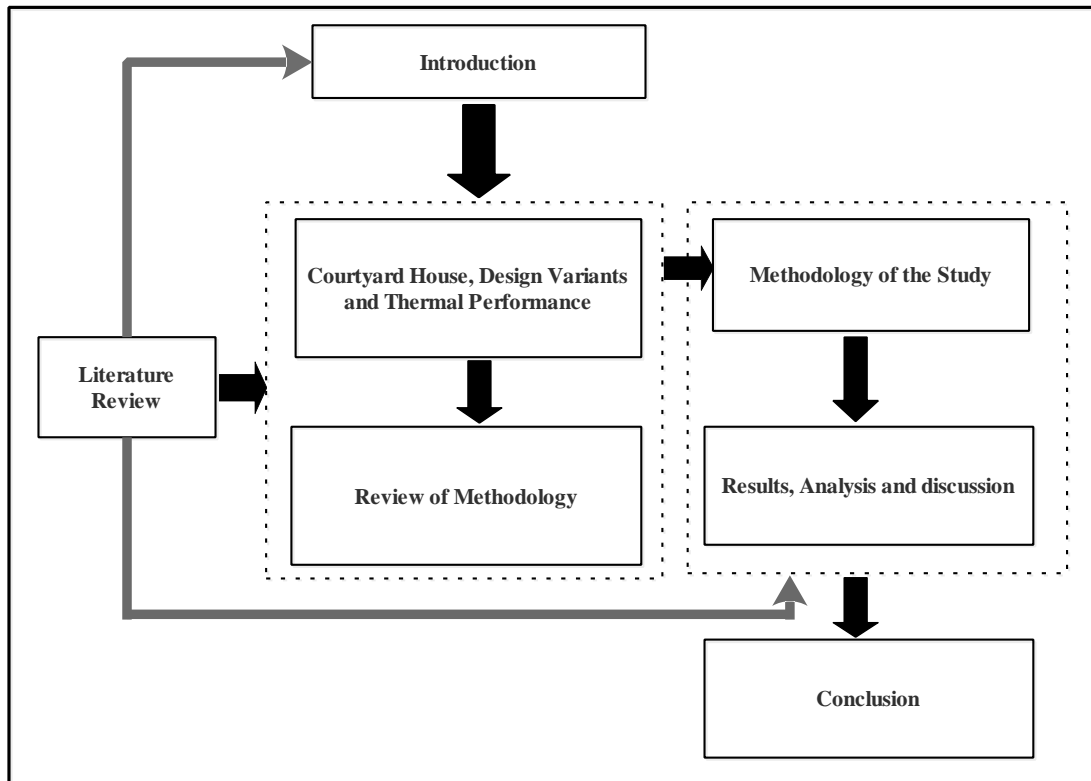 Introduction
Courtyard House, Design Variants
and Thermal Performance
Methodology of the Study
Literature
Review
Review of Methodology
Results, Analysis and discussion
Conclusion